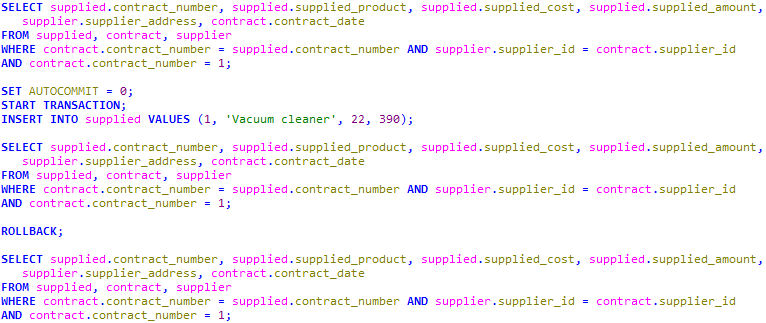 SELECT supplied.contract_number, supplied.supplied_product, supplied.supplied_cost, supplied.supplied_amount,
supplier.supplier_address, contract.contract_date
FROM supplied, contract, supplier
WHERE contract.contract_number = supplied.contract_number AND supplier.supplier_id = contract.supplier_id
AND contract.contract_number = 1;
SET AUTOCOMMIT = 0;
START TRANSACTION;
INSERT INTO supplied VALUES (1, 'Vacuum cleaner', 22, 390);
SELECT supplied.contract_number, supplied.supplied_product, supplied.supplied_cost, supplied.supplied_amount,
supplier.supplier_address, contract.contract_date
FROM supplied, contract, supplier
WHERE contract.contract_number = supplied.contract_number AND supplier.supplier_id = contract.supplier_id
AND contract.contract_number = 1;
ROLLBACK;
SELECT supplied.contract_number, supplied.supplied_product, supplied.supplied_cost, supplied.supplied_amount,
supplier.supplier_address, contract.contract_date
FROM supplied, contract, supplier
WHERE contract.contract_number = supplied.contract_number AND supplier.supplier_id = contract.supplier_id
AND contract.contract_number = 1;